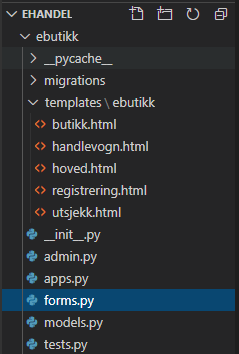 EHANDEL
ebutikk
__pycache__
migrations
templates \ ebutikk
butikk.html
handlevogn.html
hoved.html
registrering.html
utsjekk.html
__init__.py
admin.py
apps.py
forms.py
models.py
tests.py